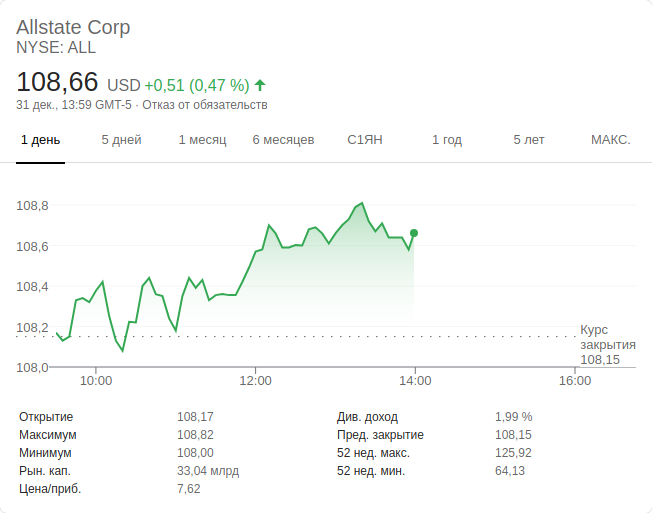 Allstate Corp
NYSE: ALL
108,66 USD +0,51 (0,47 %)
31 дек., 13:59 GMT-5 · Отказ от обязательств
1 день 5 дней 1 месяц 6 месяцев С1ЯН 1 год 5 лет МАКС.
108,8
108,6
108,4
108,2
108,0
Курс
закрытия
108,15
10:00 12:00 14:00 16:00
Открытие 108,17 Див. доход 1,99 %
Максимум 108,82 Пред. закрытие 108,15
Минимум 108,00 52 нед. макс. 125,92
Рын. кап. 33,04 млрд 52 нед. мин. 64,13
Цена/приб. 7,62